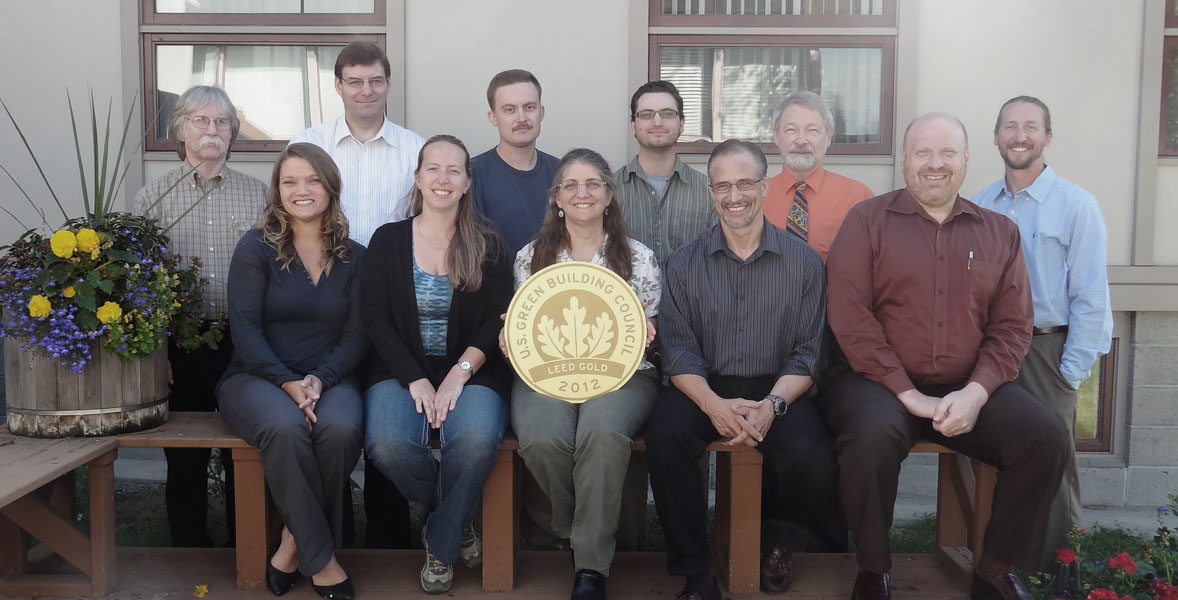 U.S. GREEN BUILDING COUNCIL
LEED GOLD
2012